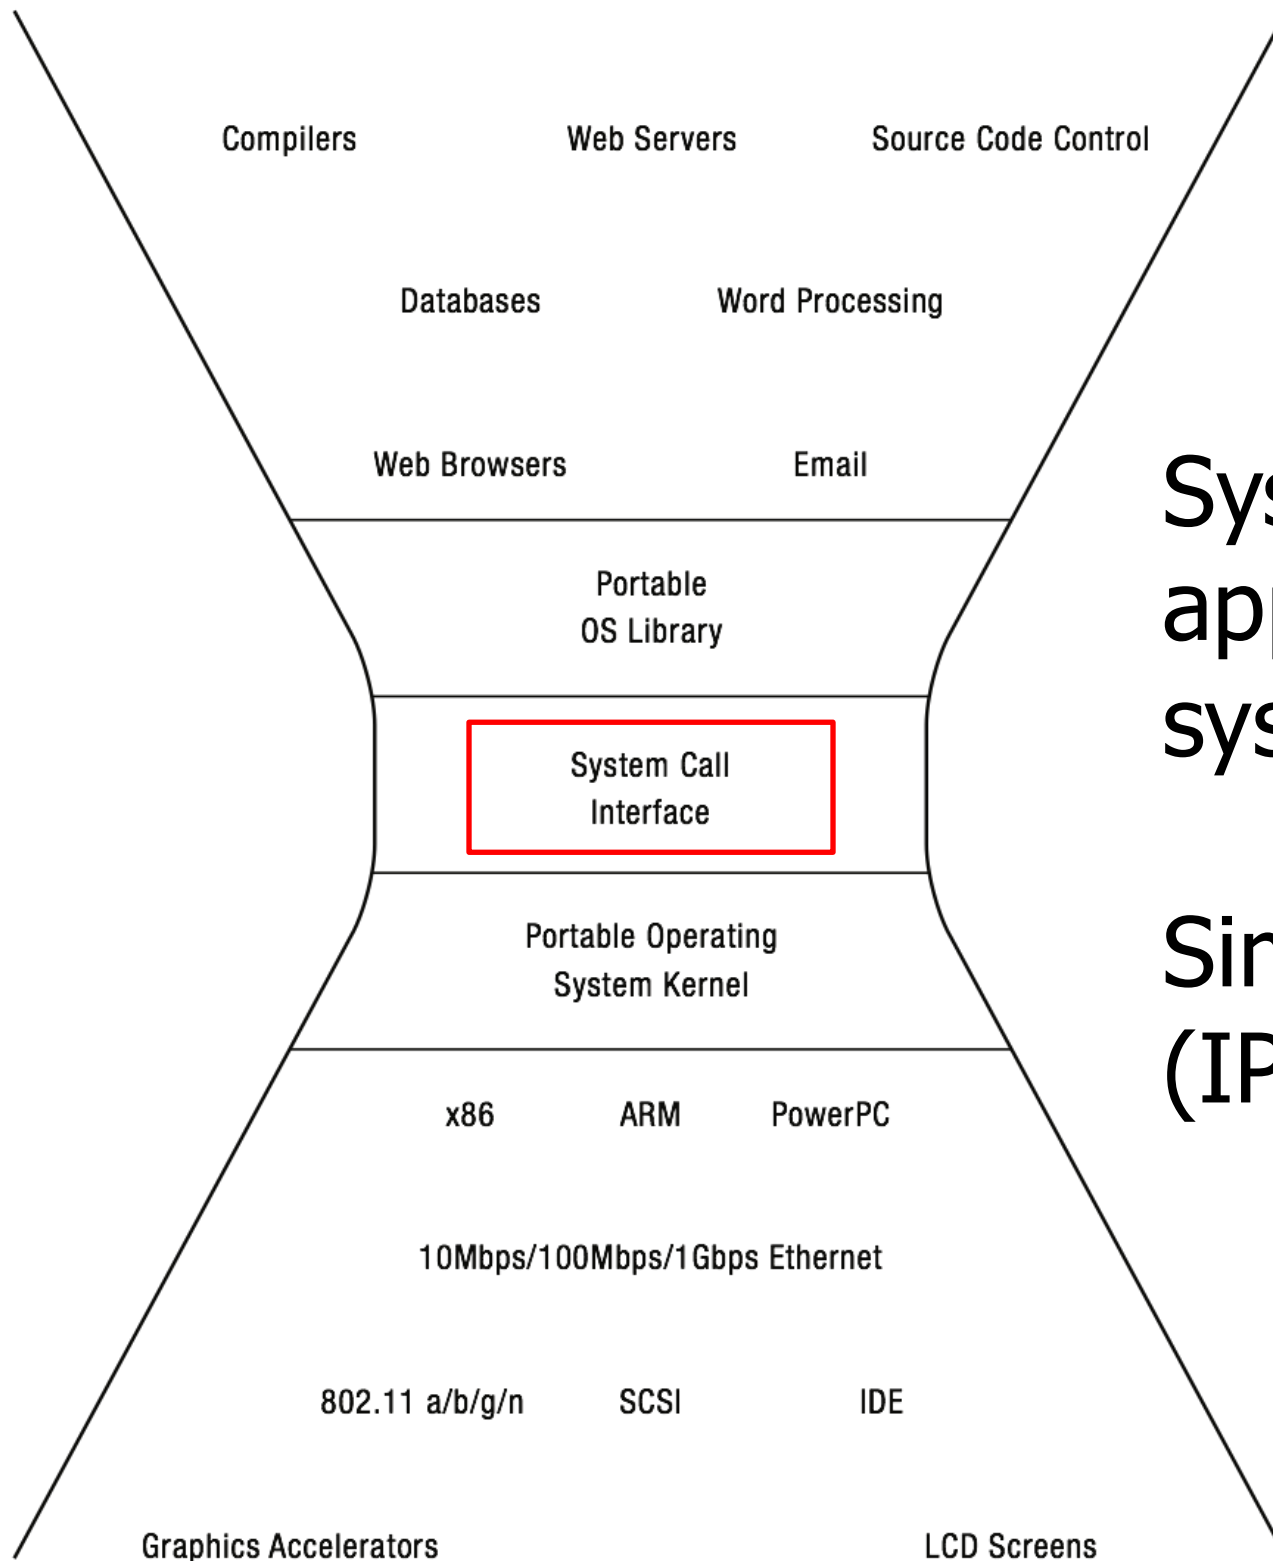 Compilers Web Servers Source Code Control
Databases Word Processing
Web Browsers Email
Portable
OS Library
System Call
Interface
Portable Operating
System Kernel
x86 ARM PowerPC
10Mbps/100Mbps/1Gbps Ethernet
802.11 a/b/g/n SCSI IDE
Graphics Accelerators LCD Screens